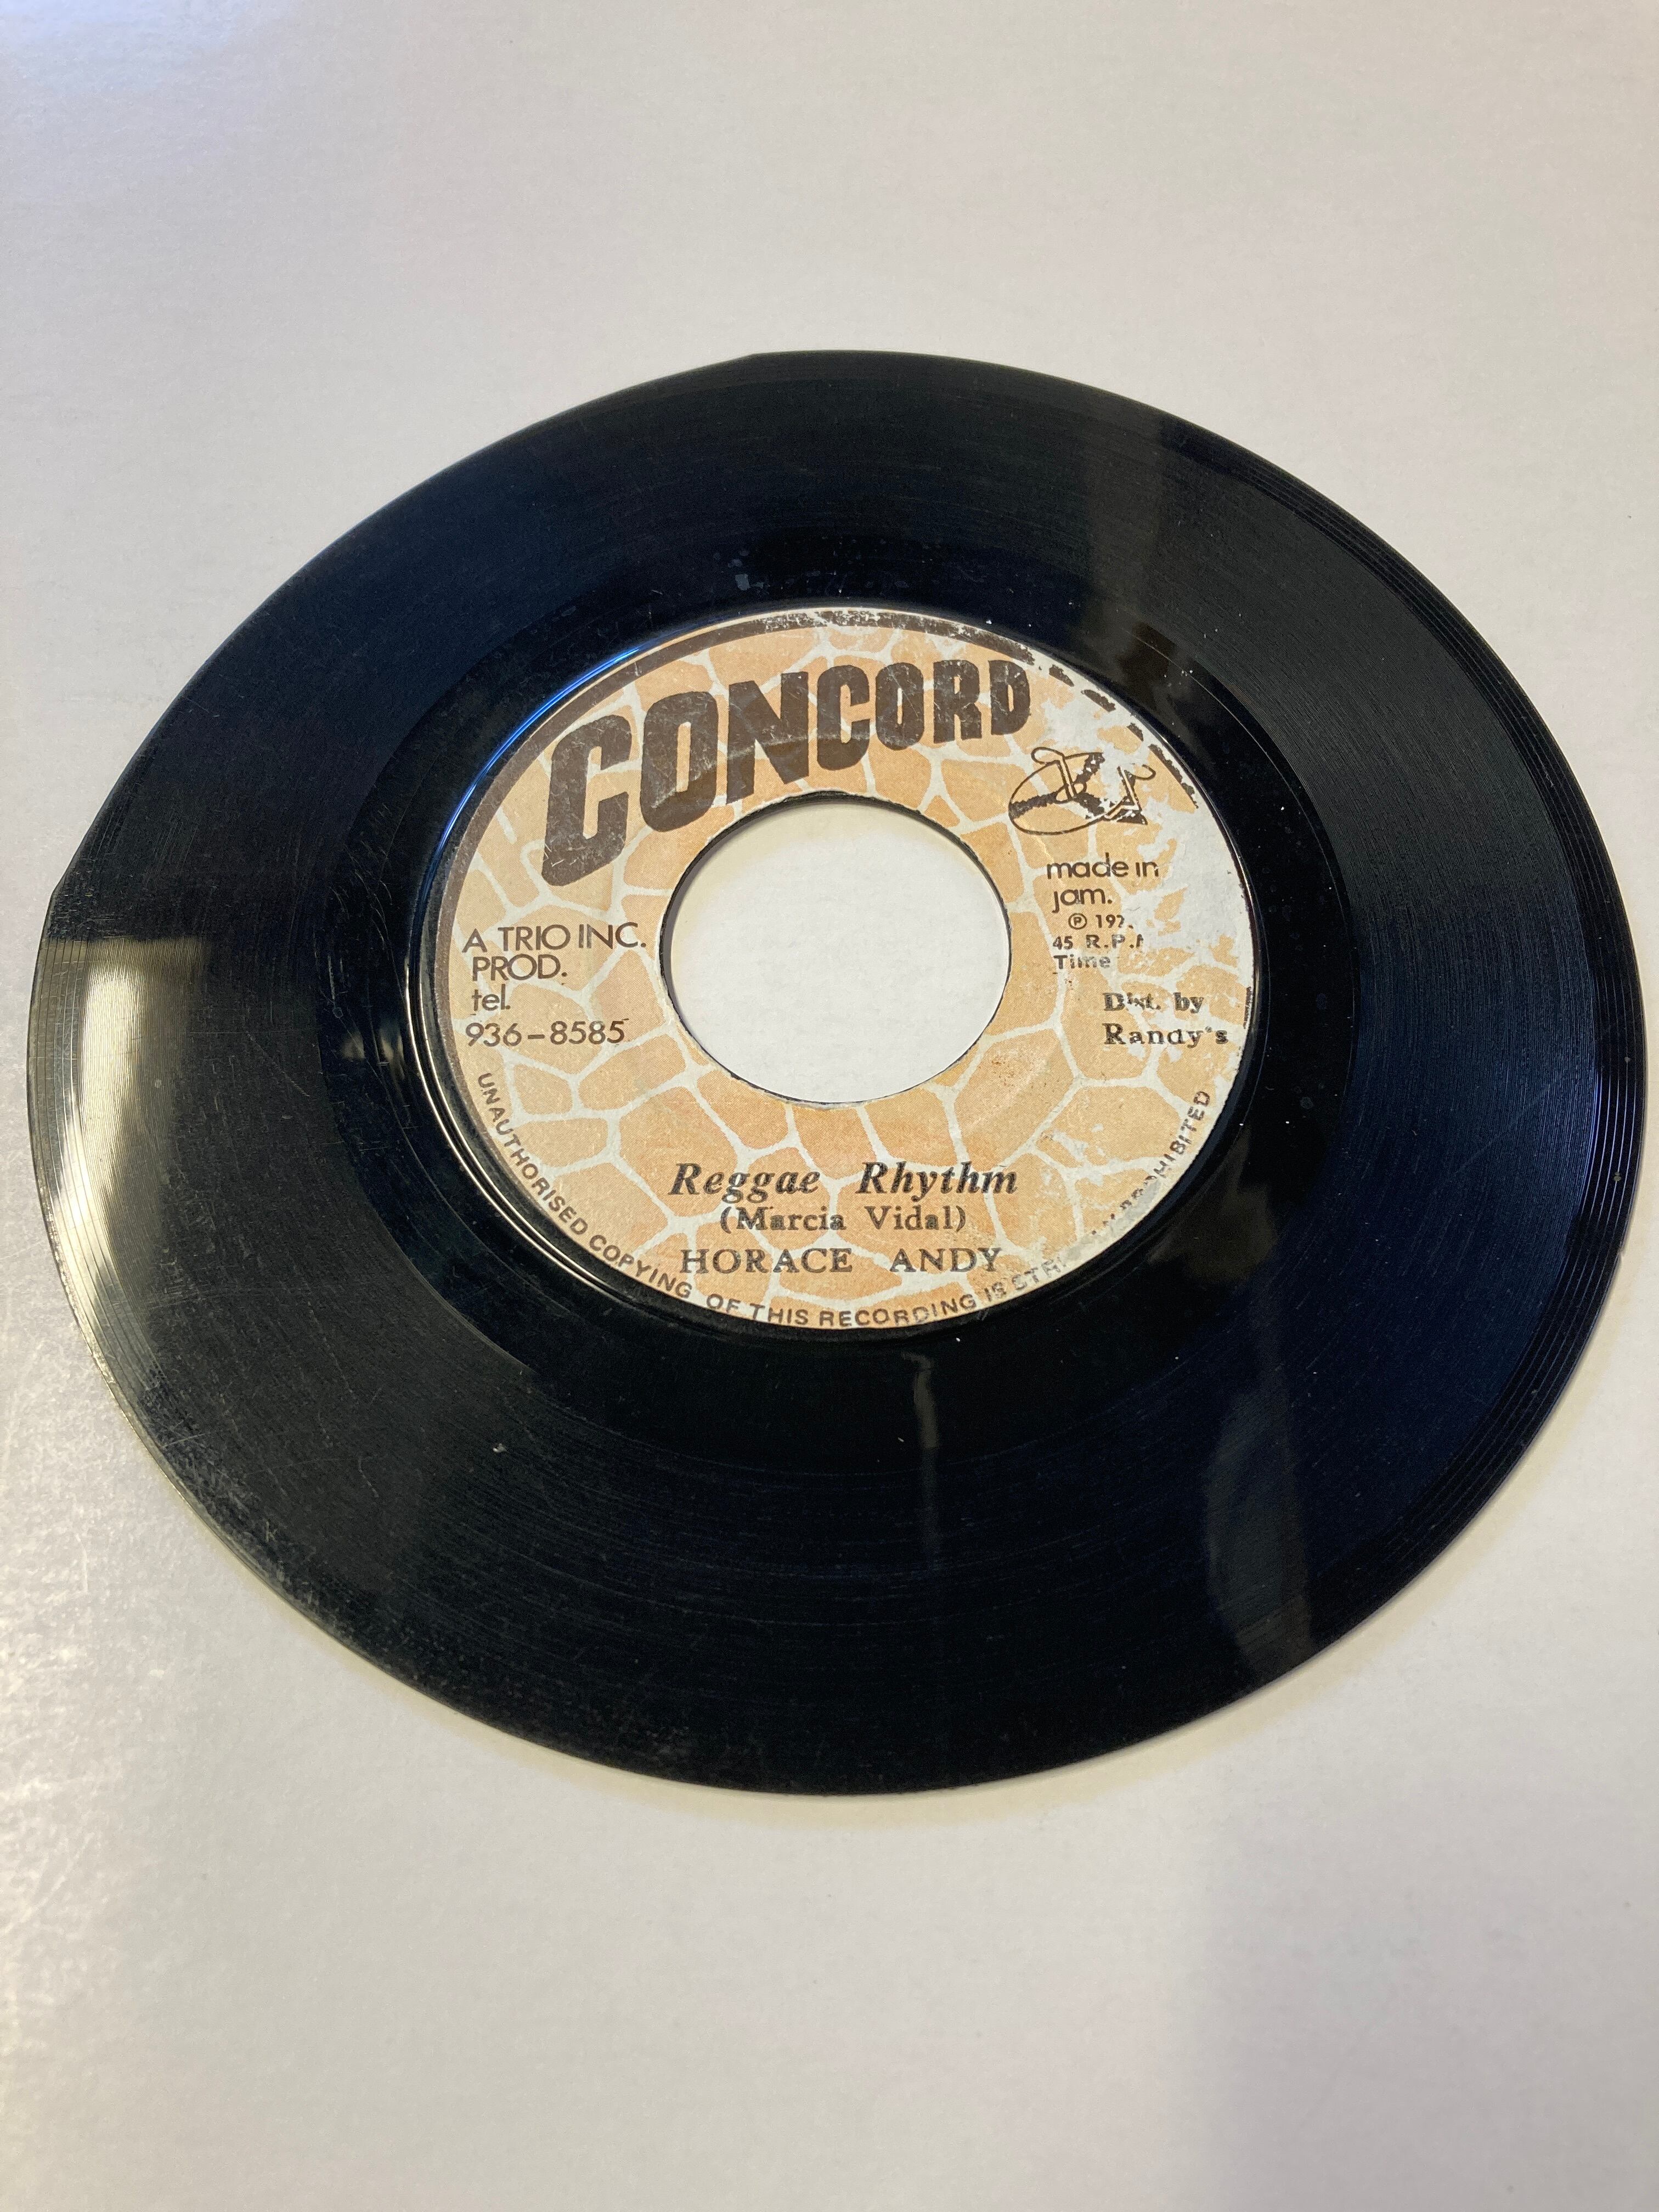 CONCORD
A TRIO INC.
PROD.
tel.
936-8585
made in
jam.
℗
45
Time
Dist. by
Randy's
Reggae Rhythm
(Marcia Vidal)
HORACE ANDY
UNAUTHORISED COPYING OF THIS RECORDING IS PROHIBITED